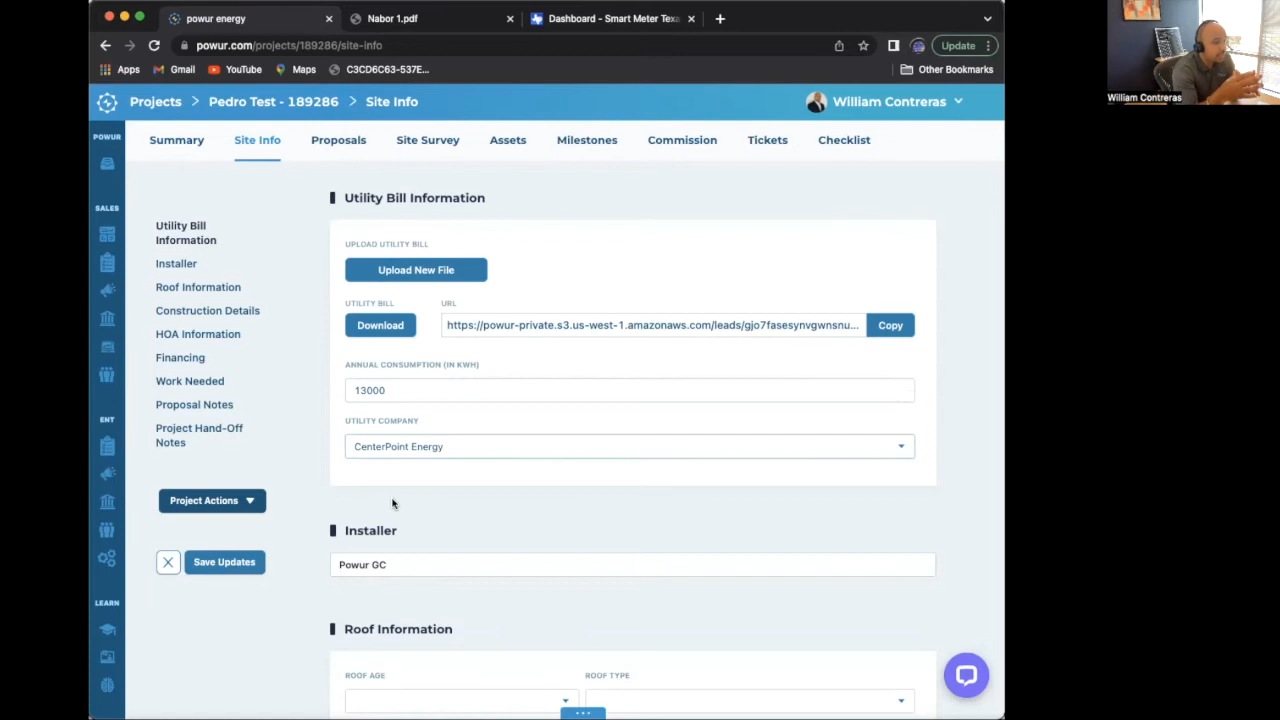 powur energy
Nabor 1.pdf
Dashboard - Smart Meter Texa
powur.com/projects/189286/site-info
Update
Apps
Gmail
YouTube
Maps
C3CD6C63-537E...
Other Bookmarks
William Contreras
Projects > Pedro Test - 189286 > Site Info
William Contreras
POWUR
SALES
ENT
LEARN
Summary
Site Info
Proposals
Site Survey
Assets
Milestones
Commission
Tickets
Checklist
Utility Bill
Information
Installer
Roof Information
Construction Details
HOA Information
Financing
Work Needed
Proposal Notes
Project Hand-Off
Notes
Project Actions
Save Updates
Utility Bill Information
UPLOAD UTILITY BILL
Upload New File
UTILITY BILL
URL
Download
https://powur-private.s3.us-west-1.amazonaws.com/leads/gjo7fasesynvgwnsnu...
Copy
ANNUAL CONSUMPTION (IN KWH)
13000
UTILITY COMPANY
CenterPoint Energy
Installer
Powur GC
Roof Information
ROOF AGE
ROOF TYPE